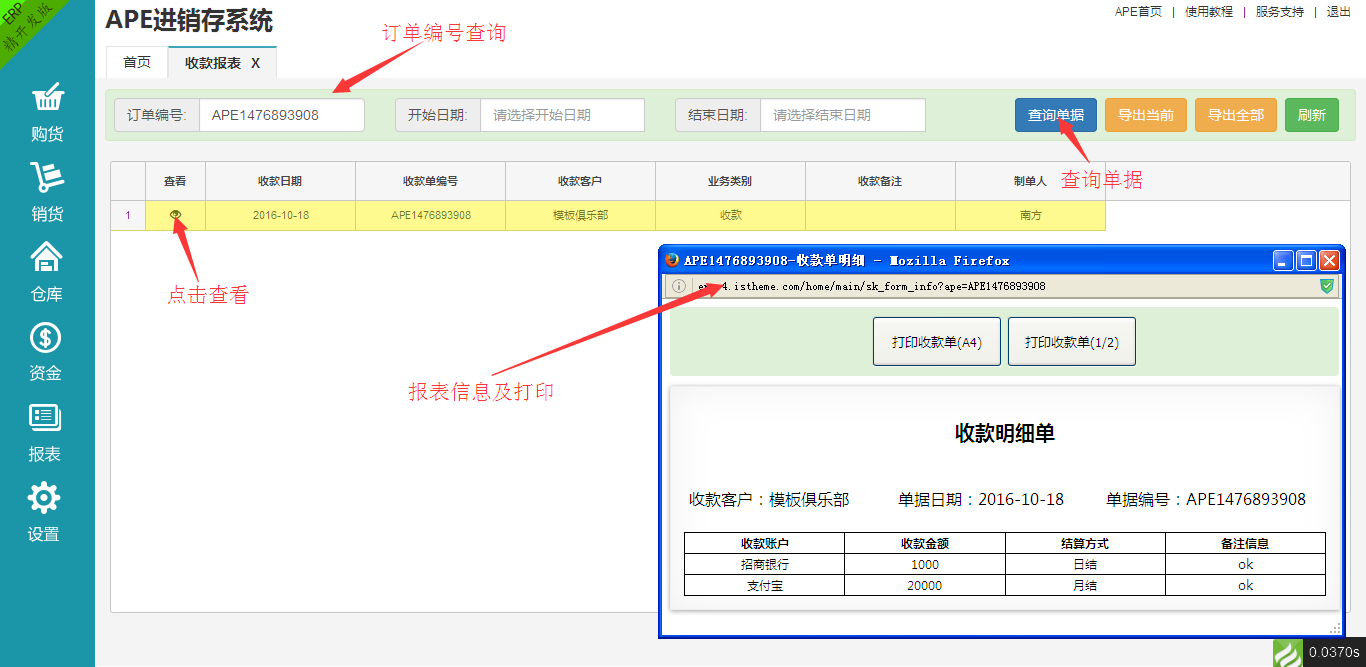 ERP
精开发版
APE进销存系统
APE首页 | 使用教程 | 服务支持 | 退出
订单编号查询
首页 收款报表 X
订单编号: APE1476893908 开始日期: 请选择开始日期 结束日期: 请选择结束日期 查询单据 导出当前 导出全部 刷新
查询单据
查看 收款日期 收款单编号 收款客户 业务类别 收款备注 制单人
1 2016-10-18 APE1476893908 模板俱乐部 收款 南方
点击查看
报表信息及打印
购货
销货
仓库
资金
报表
设置
APE1476893908-收款单明细 - Mozilla Firefox
4.istheme.com/home/main/sk_form_info?ape=APE1476893908
打印收款单(A4) 打印收款单(1/2)
收款明细单
收款客户：模板俱乐部 单据日期：2016-10-18 单据编号：APE1476893908
收款账户 收款金额 结算方式 备注信息
招商银行 1000 日结 ok
支付宝 20000 月结 ok
0.0370s